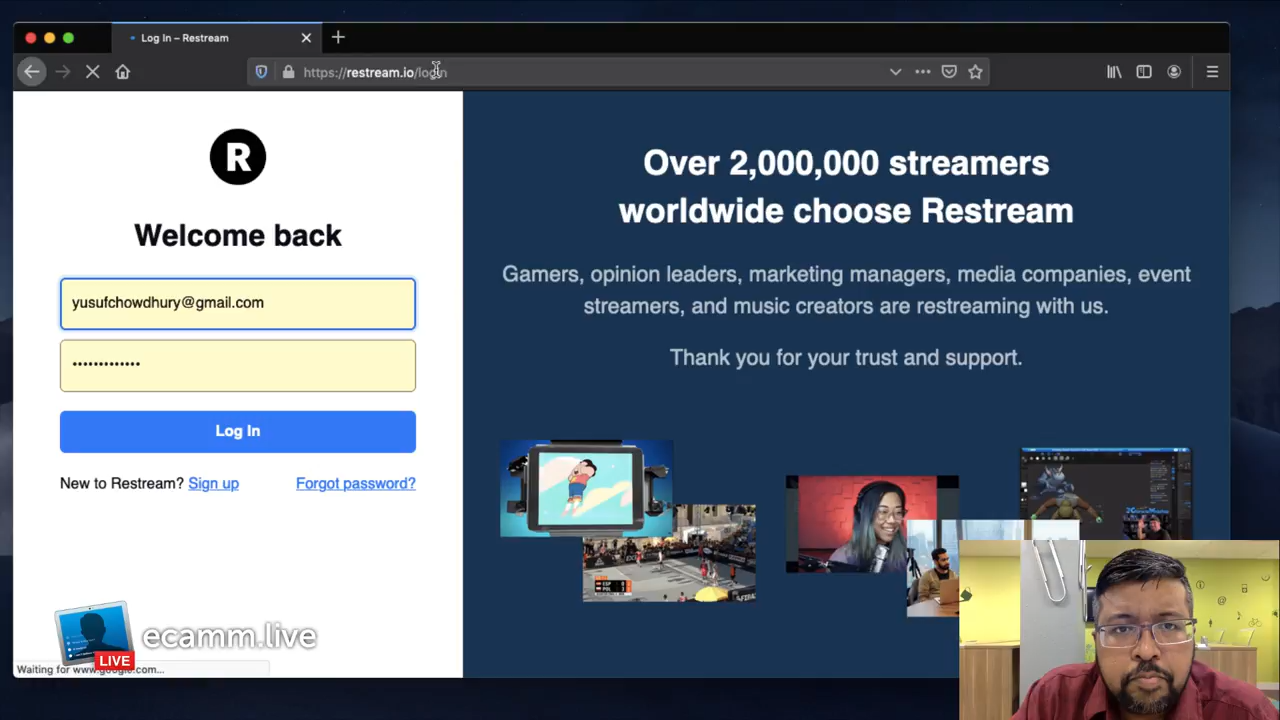 Log In – Restream
https://restream.io/login
R
Welcome back
yusufchowdhury@gmail.com
•••••••••••••
Log In
New to Restream? Sign up
Forgot password?
Over 2,000,000 streamers
worldwide choose Restream
Gamers, opinion leaders, marketing managers, media companies, event
streamers, and music creators are restreaming with us.
Thank you for your trust and support.
ESP
POL
ecamm.live
LIVE
Waiting for www.google.com...